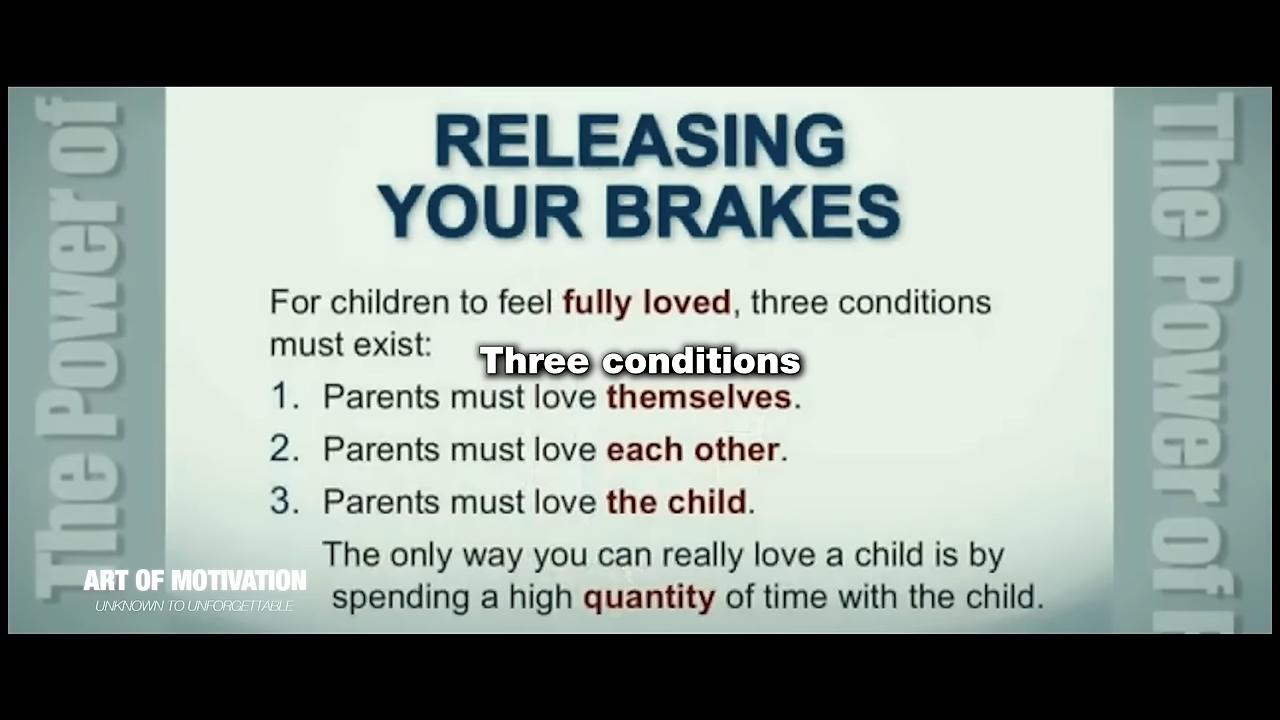 The Power of
RELEASING
YOUR BRAKES
For children to feel fully loved, three conditions
must exist:
Three conditions
1. Parents must love themselves.
2. Parents must love each other.
3. Parents must love the child.
The only way you can really love a child is by
spending a high quantity of time with the child.
ART OF MOTIVATION
UNKNOWN TO UNFORGETTABLE
The Power of